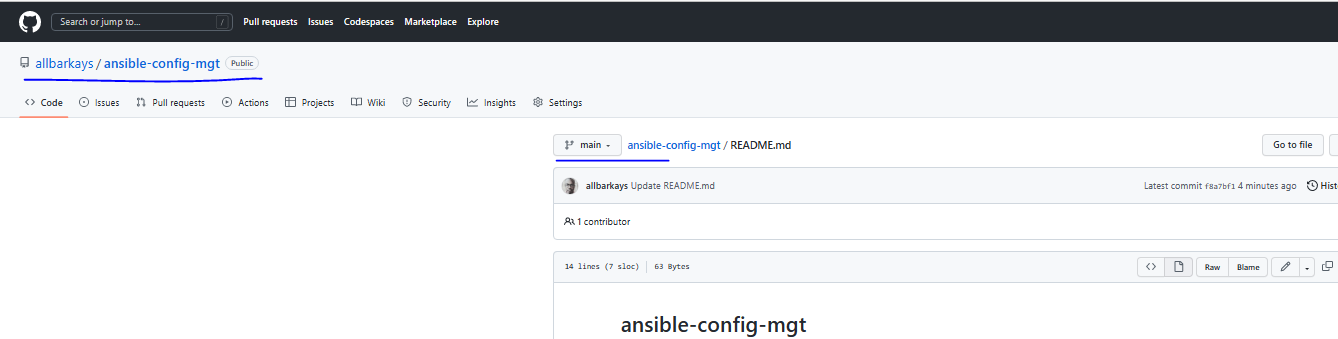 Search or jump to... / Pull requests Issues Codespaces Marketplace Explore
allbarkays / ansible-config-mgt Public
Code Issues Pull requests Actions Projects Wiki Security Insights Settings
main ansible-config-mgt / README.md Go to file
allbarkays Update README.md Latest commit f8a7bf1 4 minutes ago Histo
1 contributor
14 lines (7 sloc) 63 Bytes <> Raw Blame
ansible-config-mgt